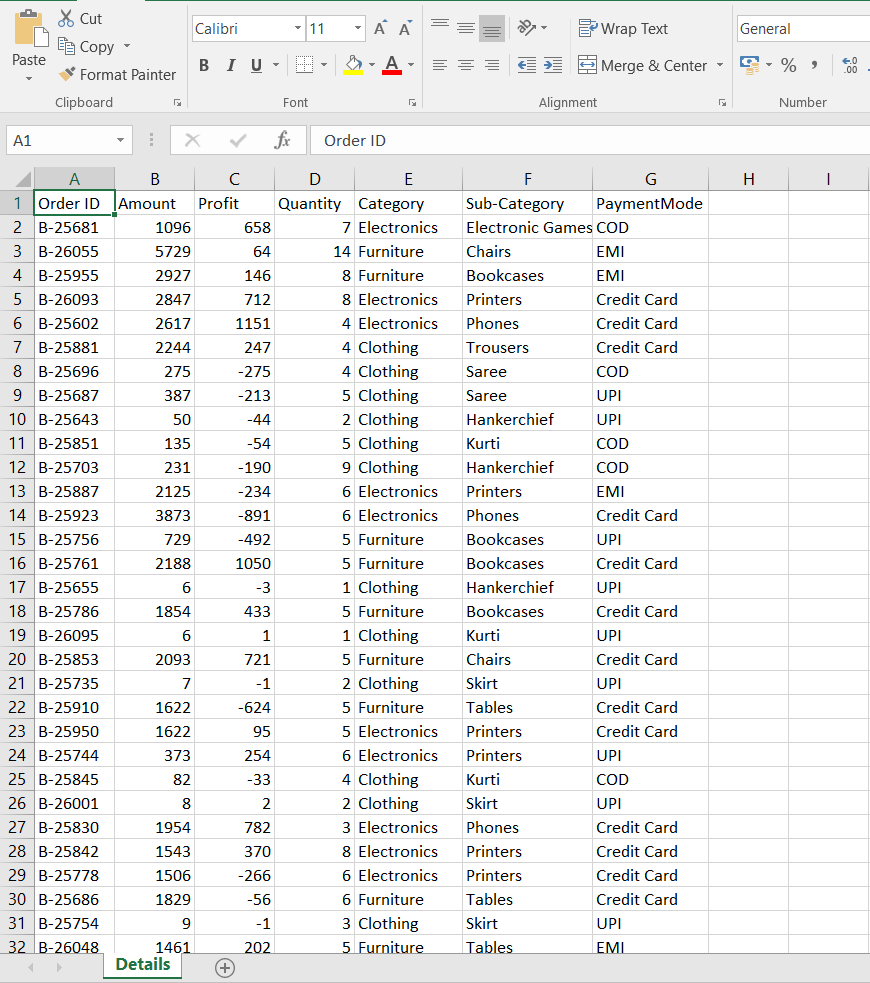 Cut
Copy
Paste
Format Painter
Clipboard
Calibri 11 A A
B I U A
Font
Wrap Text
Merge & Center
Alignment
General
% , .00
Number
A1 fx Order ID
A B C D E F G H I
1 Order ID Amount Profit Quantity Category Sub-Category PaymentMode
2 B-25681 1096 658 7 Electronics Electronic Games COD
3 B-26055 5729 64 14 Furniture Chairs EMI
4 B-25955 2927 146 8 Furniture Bookcases EMI
5 B-26093 2847 712 8 Electronics Printers Credit Card
6 B-25602 2617 1151 4 Electronics Phones Credit Card
7 B-25881 2244 247 4 Clothing Trousers Credit Card
8 B-25696 275 -275 4 Clothing Saree COD
9 B-25687 387 -213 5 Clothing Saree UPI
10 B-25643 50 -44 2 Clothing Hankerchief UPI
11 B-25851 135 -54 5 Clothing Kurti COD
12 B-25703 231 -190 9 Clothing Hankerchief COD
13 B-25887 2125 -234 6 Electronics Printers EMI
14 B-25923 3873 -891 6 Electronics Phones Credit Card
15 B-25756 729 -492 5 Furniture Bookcases UPI
16 B-25761 2188 1050 5 Furniture Bookcases Credit Card
17 B-25655 6 -3 1 Clothing Hankerchief UPI
18 B-25786 1854 433 5 Furniture Bookcases Credit Card
19 B-26095 6 1 1 Clothing Kurti UPI
20 B-25853 2093 721 5 Furniture Chairs Credit Card
21 B-25735 7 -1 2 Clothing Skirt UPI
22 B-25910 1622 -624 5 Furniture Tables Credit Card
23 B-25950 1622 95 5 Electronics Printers Credit Card
24 B-25744 373 254 6 Electronics Printers UPI
25 B-25845 82 -33 4 Clothing Kurti COD
26 B-26001 8 2 2 Clothing Skirt UPI
27 B-25830 1954 782 3 Electronics Phones Credit Card
28 B-25842 1543 370 8 Electronics Printers Credit Card
29 B-25778 1506 -266 6 Electronics Printers Credit Card
30 B-25686 1829 -56 6 Furniture Tables Credit Card
31 B-25754 9 -1 3 Clothing Skirt UPI
32 B-26048 1461 202 5 Furniture Tables EMI
Details